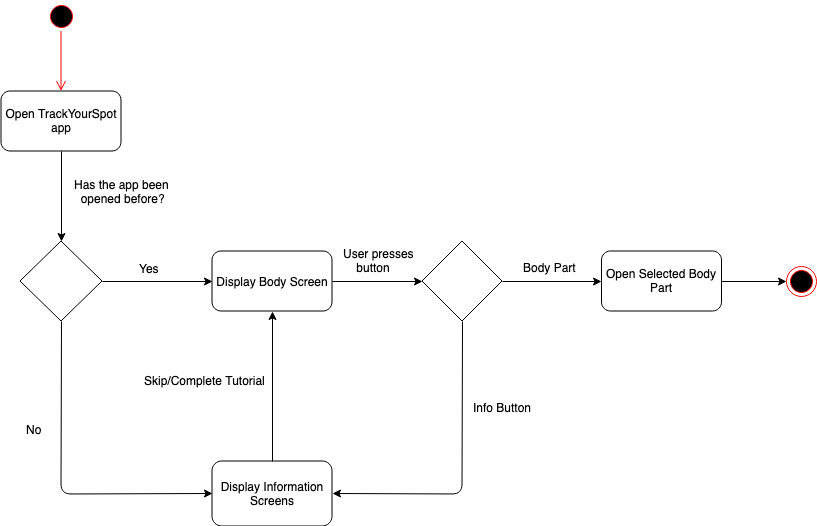 Open TrackYourSpot
app
Has the app been
opened before?
Yes
Display Body Screen
User presses
button
Body Part
Open Selected Body
Part
Skip/Complete Tutorial
Info Button
No
Display Information
Screens